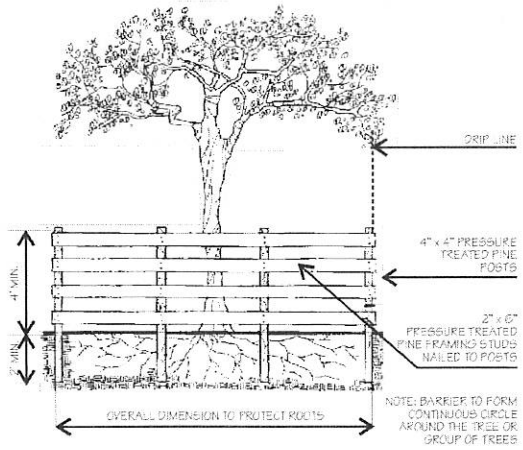 DRIP LINE
4" x 4" PRESSURE
TREATED PINE
POSTS
4" MIN.
2" x 6"
PRESSURE TREATED
PINE FRAMING STUDS
NAILED TO POSTS
2" MIN.
OVERALL DIMENSION TO PROTECT ROOTS
NOTE: BARRIER TO FORM
CONTINUOUS CIRCLE
AROUND THE TREE OR
GROUP OF TREES